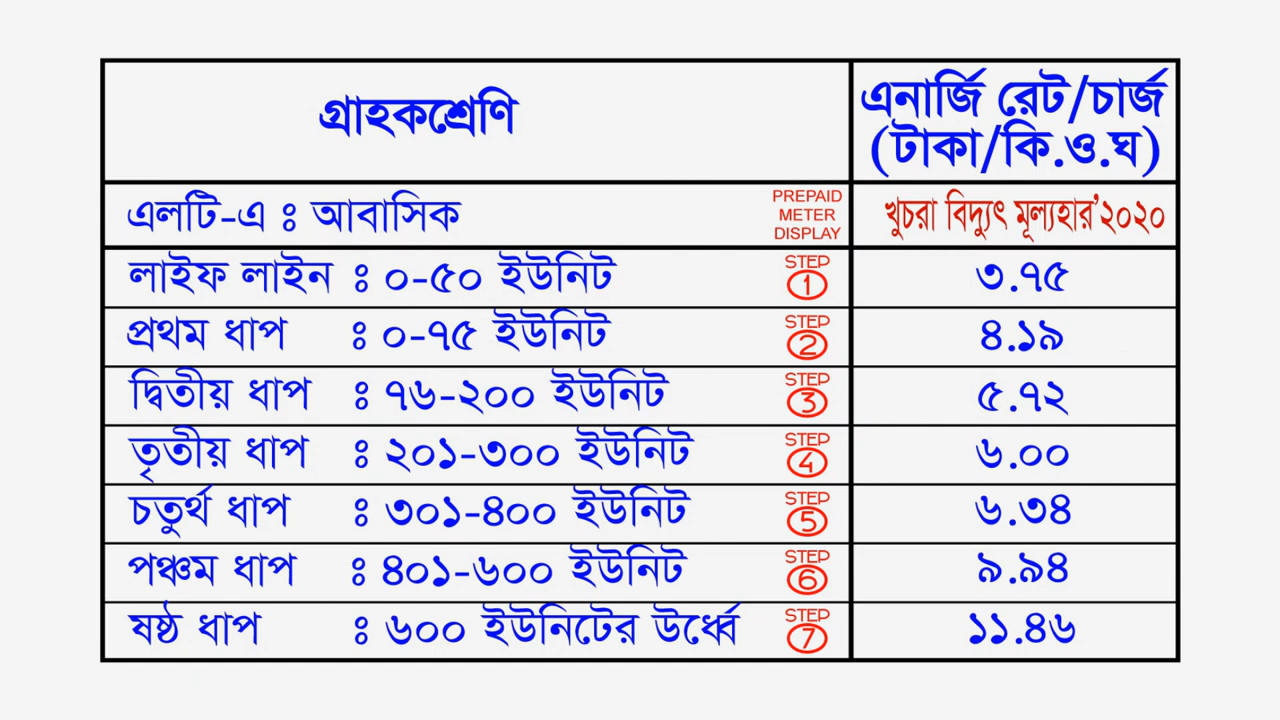 গ্রাহকশ্রেণি
এনার্জি রেট/চার্জ
(টাকা/কি.ও.ঘ)
এলটি-এ ঃ আবাসিক
PREPAID
METER
DISPLAY
খুচরা বিদ্যুৎ মূল্যহার’২০২০
লাইফ লাইন ঃ ০-৫০ ইউনিট STEP 1 ৩.৭৫
প্রথম ধাপ ঃ ০-৭৫ ইউনিট STEP 2 ৪.১৯
দ্বিতীয় ধাপ ঃ ৭৬-২০০ ইউনিট STEP 3 ৫.৭২
তৃতীয় ধাপ ঃ ২০১-৩০০ ইউনিট STEP 4 ৬.০০
চতুর্থ ধাপ ঃ ৩০১-৪০০ ইউনিট STEP 5 ৬.৩৪
পঞ্চম ধাপ ঃ ৪০১-৬০০ ইউনিট STEP 6 ৯.৯৪
ষষ্ঠ ধাপ ঃ ৬০০ ইউনিটের উর্ধ্বে STEP 7 ১১.৪৬